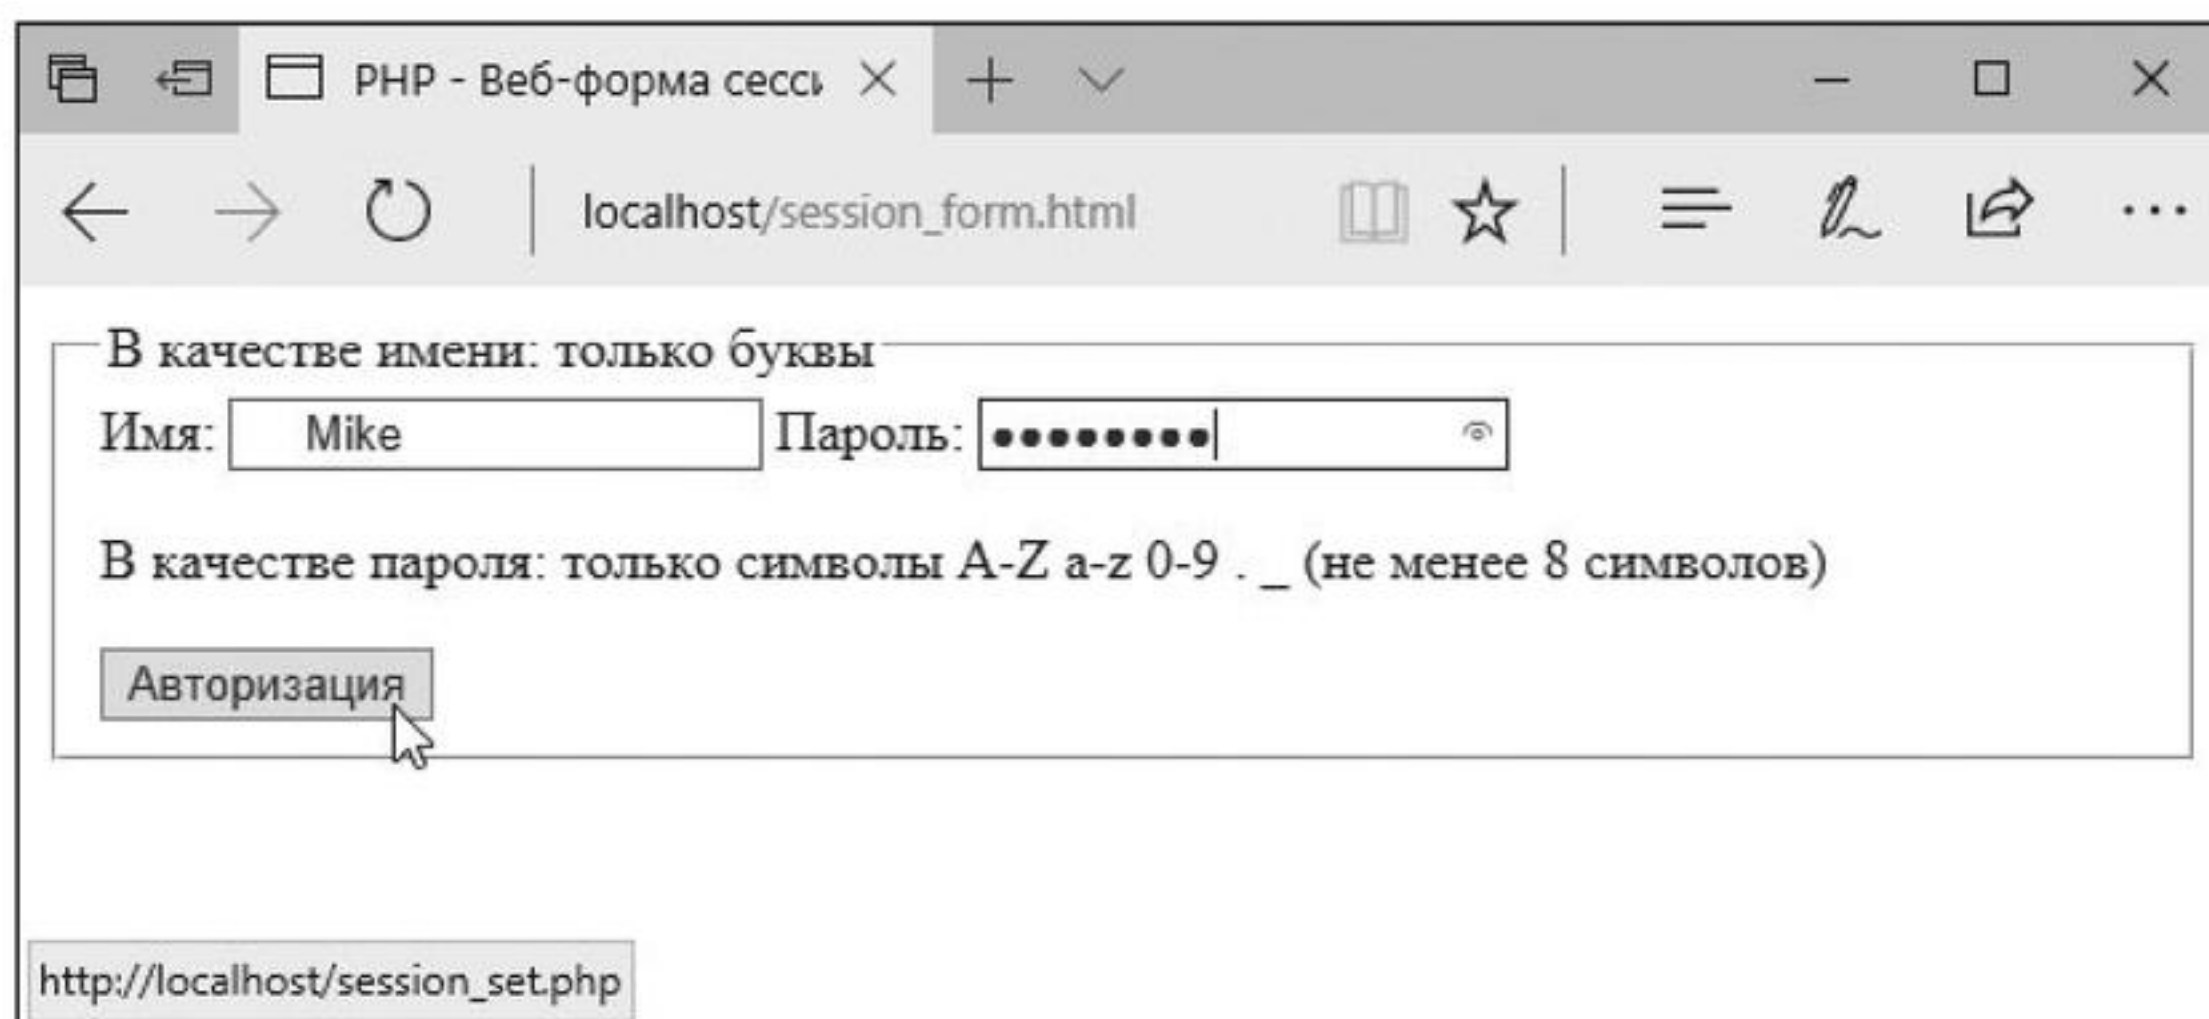 PHP - Веб-форма сесси
localhost/session_form.html
В качестве имени: только буквы
Имя: Mike Пароль: ••••••••
В качестве пароля: только символы A-Z a-z 0-9 . _ (не менее 8 символов)
Авторизация
http://localhost/session_set.php